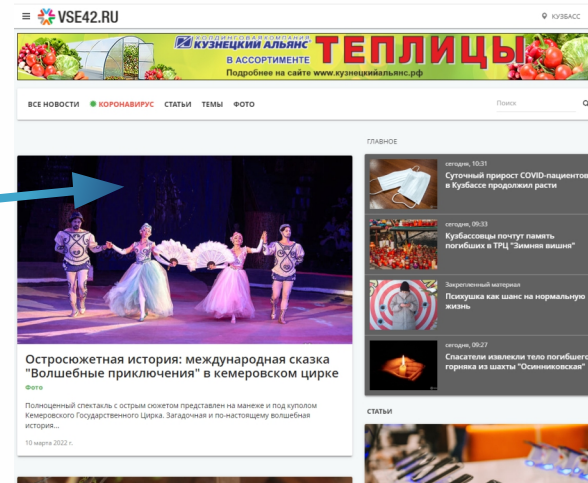 VSE42.RU
КУЗБАСС
ХОЛДИНГОВАЯ КОМПАНИЯ
КУЗНЕЦКИЙ АЛЬЯНС
В АССОРТИМЕНТЕ
ТЕПЛИЦЫ
Подробнее на сайте www.кузнецкийальянс.рф
ВСЕ НОВОСТИ КОРОНАВИРУС СТАТЬИ ТЕМЫ ФОТО
Поиск
ГЛАВНОЕ
сегодня, 10:31
Суточный прирост COVID-пациентов
в Кузбассе продолжил расти
сегодня, 09:33
Кузбассовцы почтут память
погибших в ТРЦ "Зимняя вишня"
Закрепленный материал
Психушка как шанс на нормальную
жизнь
сегодня, 09:27
Спасатели извлекли тело погибшего
горняка из шахты "Осинниковская"
Остросюжетная история: международная сказка
"Волшебные приключения" в кемеровском цирке
Фото
Полноценный спектакль с острым сюжетом представлен на манеже и под куполом
Кемеровского Государственного Цирка. Загадочная и по-настоящему волшебная
история...
10 марта 2022 г.
СТАТЬИ